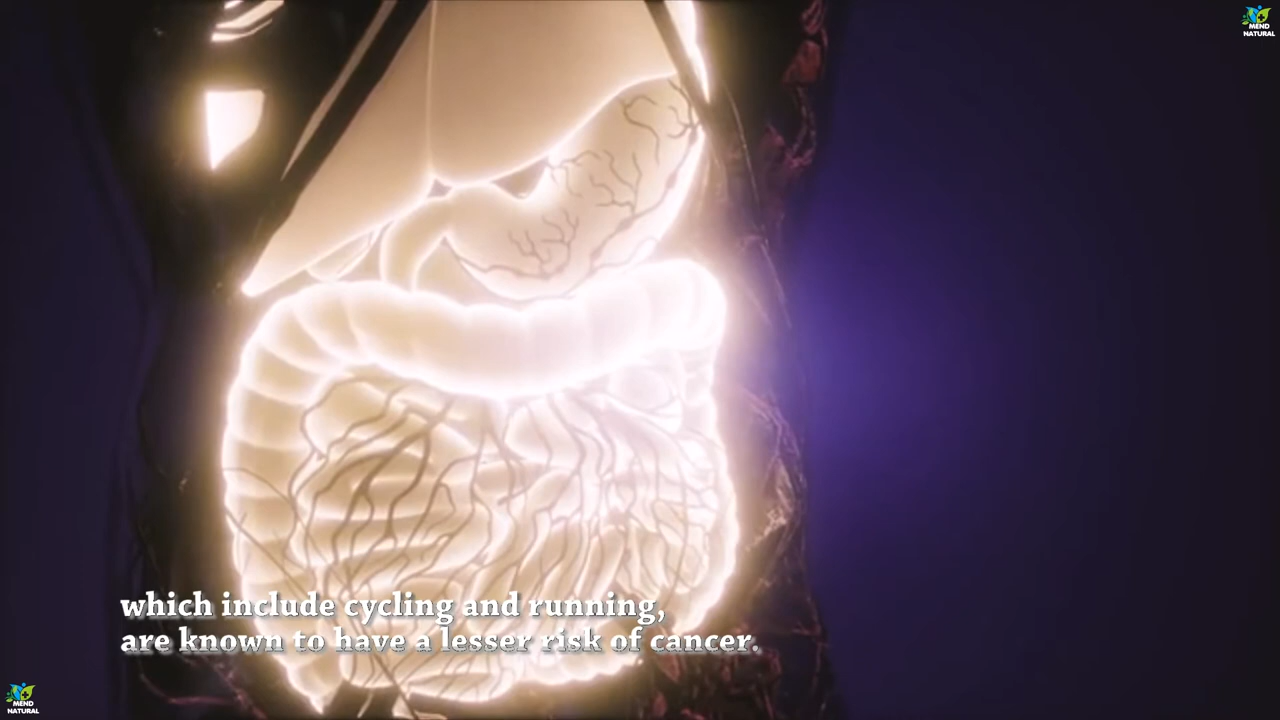 MEND
NATURAL
which include cycling and running,
are known to have a lesser risk of cancer.
MEND
NATURAL